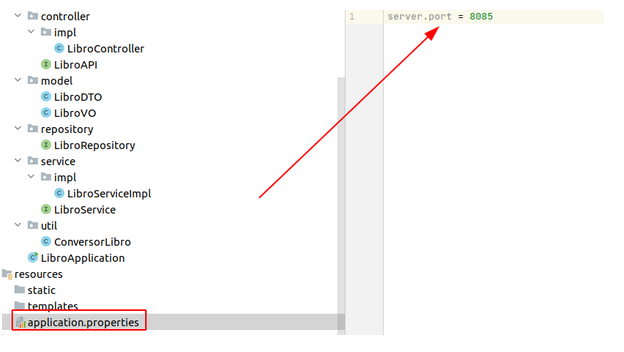 controller
impl
LibroController
LibroAPI
model
LibroDTO
LibroVO
repository
LibroRepository
service
impl
LibroServiceImpl
LibroService
util
ConversorLibro
LibroApplication
resources
static
templates
application.properties
1 server.port = 8085